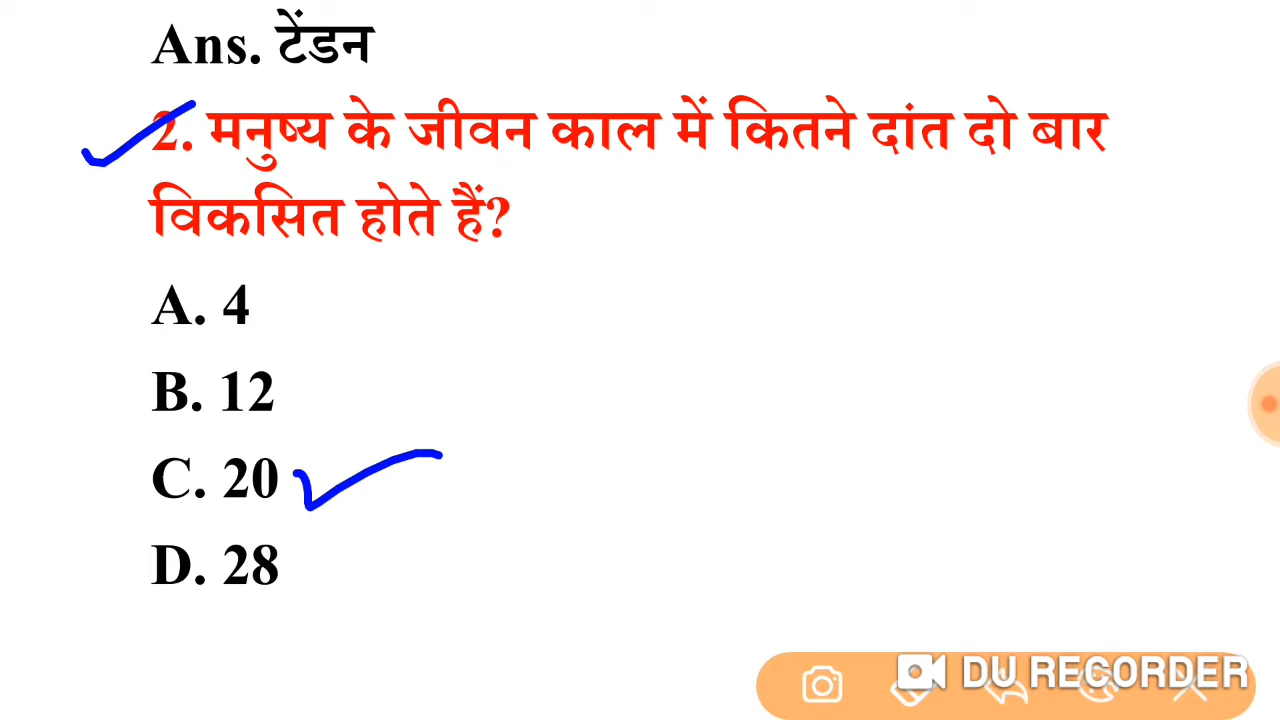 Ans. टेंडन
2. मनुष्य के जीवन काल में कितने दांत दो बार
विकसित होते हैं?
A. 4
B. 12
C. 20
D. 28
DU RECORDER